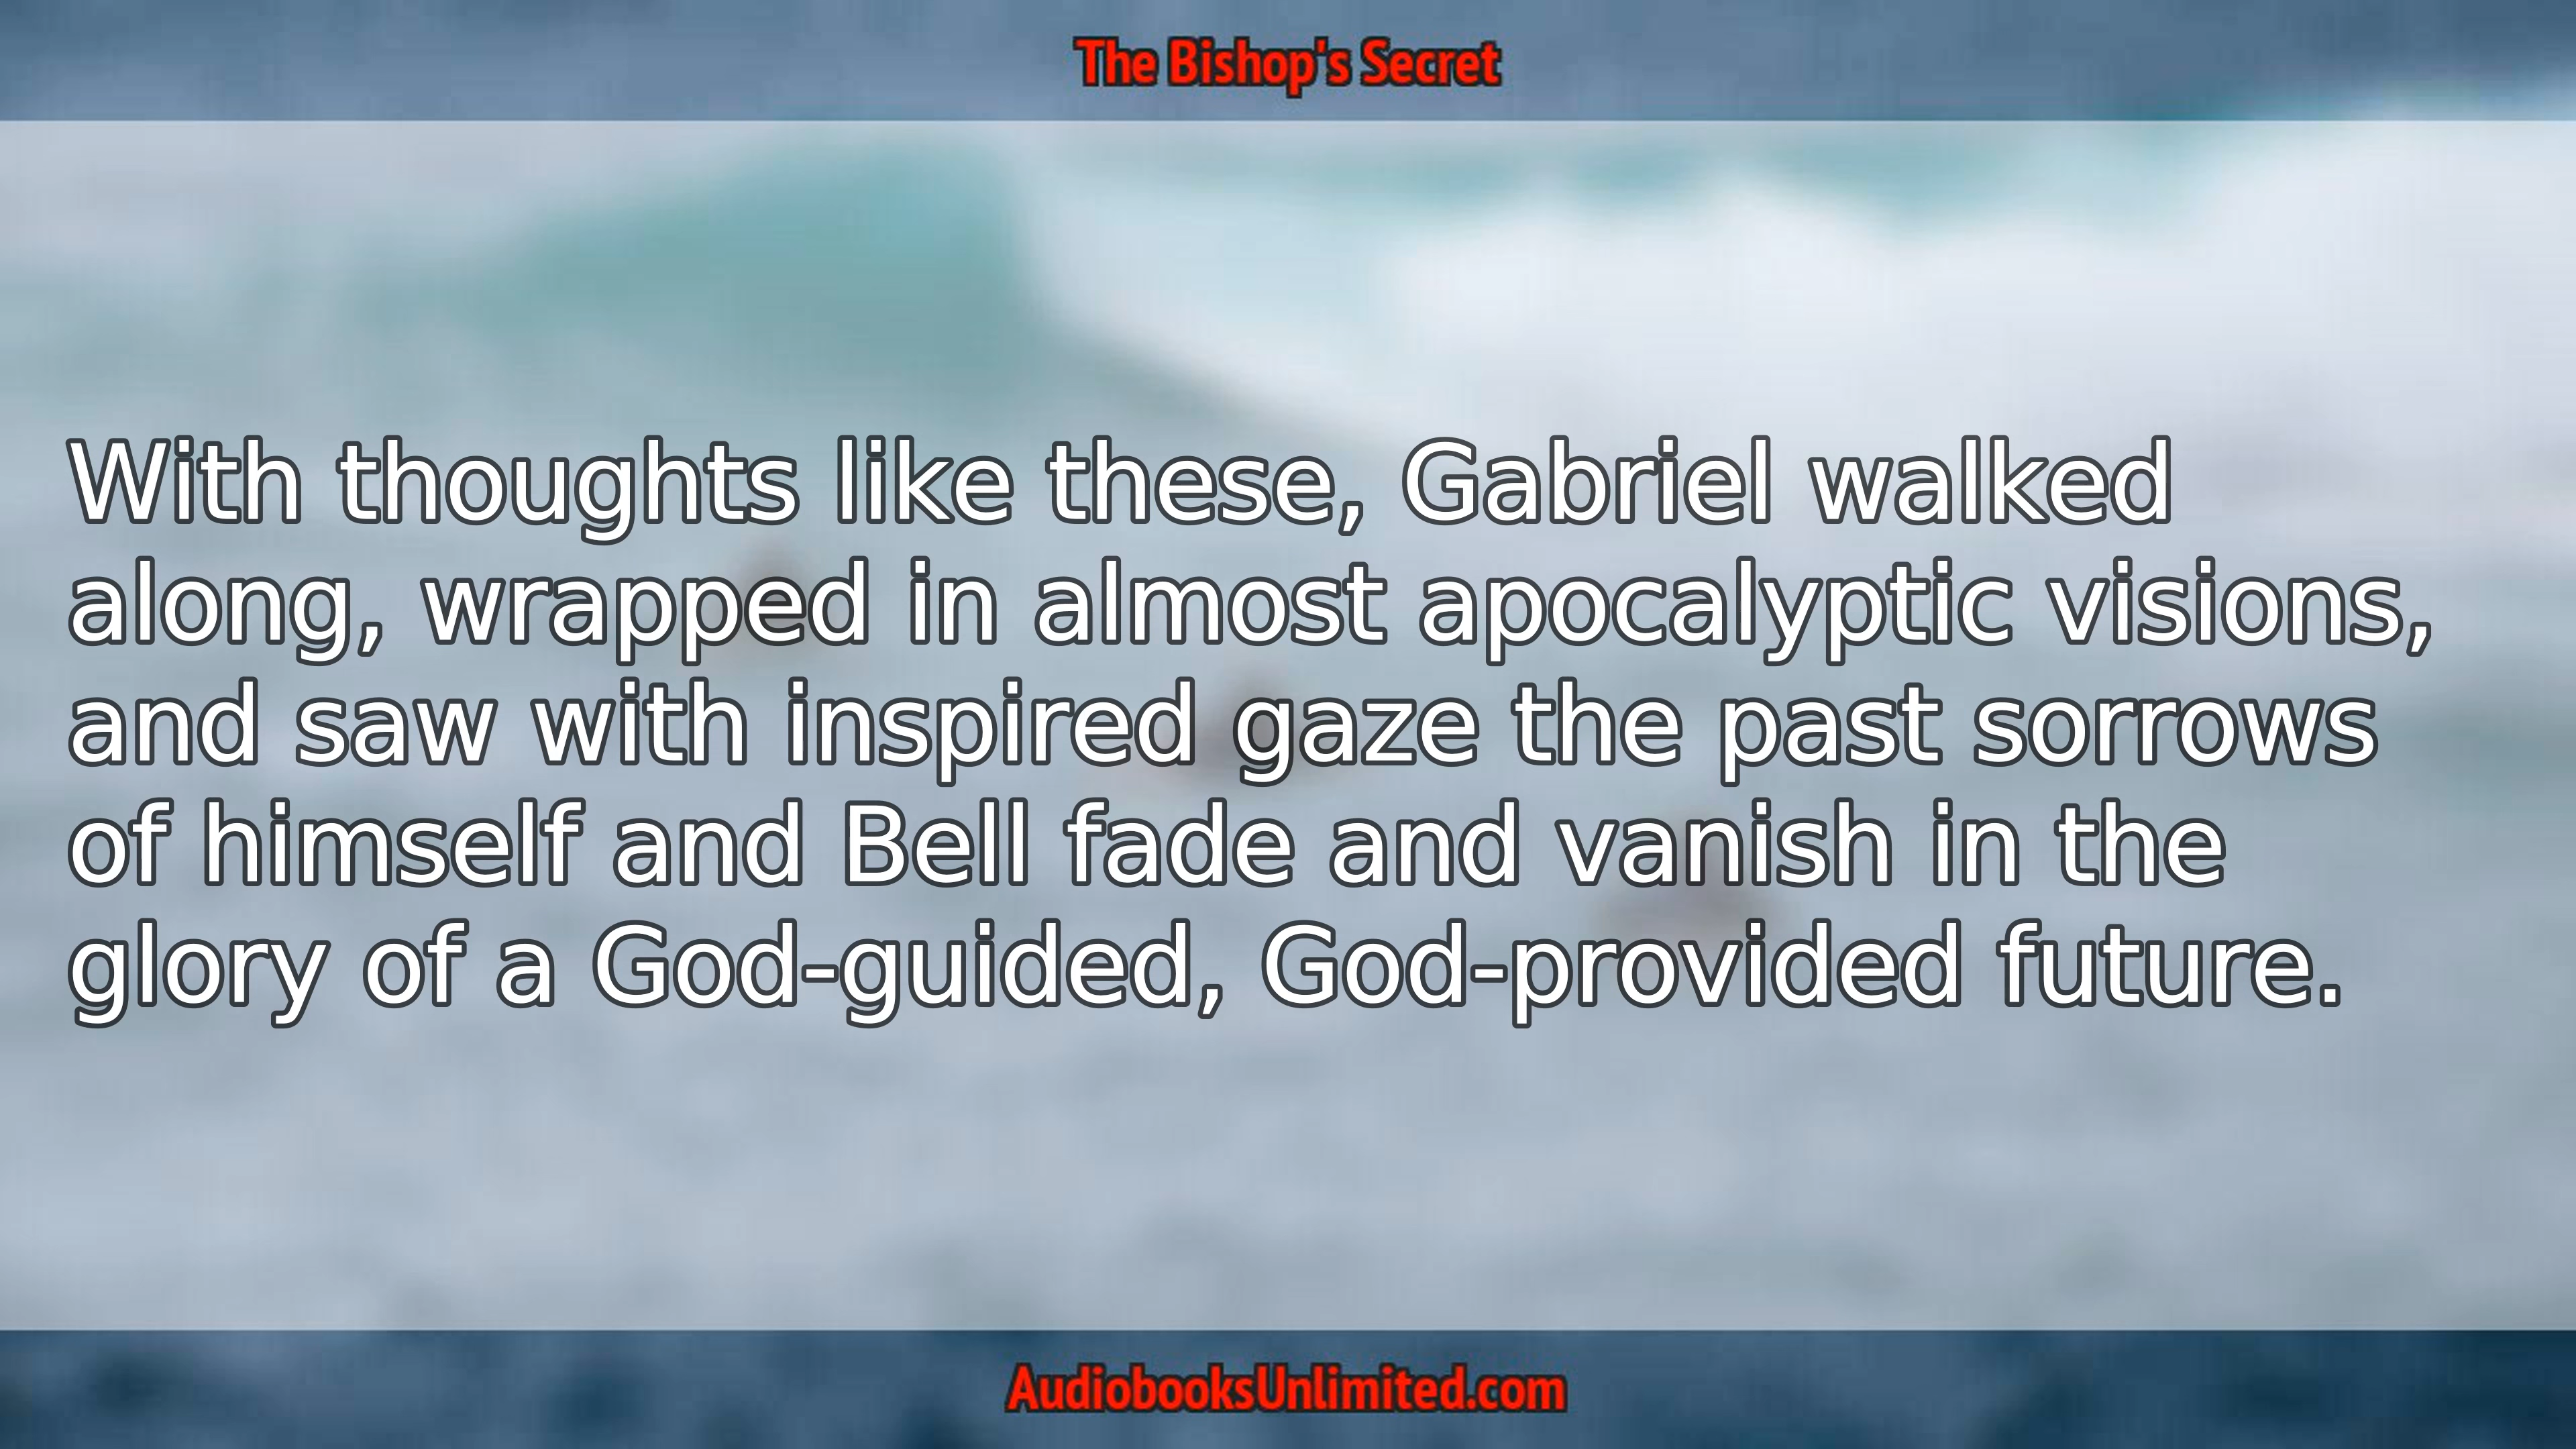 The Bishop's Secret
With thoughts like these, Gabriel walked
along, wrapped in almost apocalyptic visions,
and saw with inspired gaze the past sorrows
of himself and Bell fade and vanish in the
glory of a God-guided, God-provided future.
AudiobooksUnlimited.com